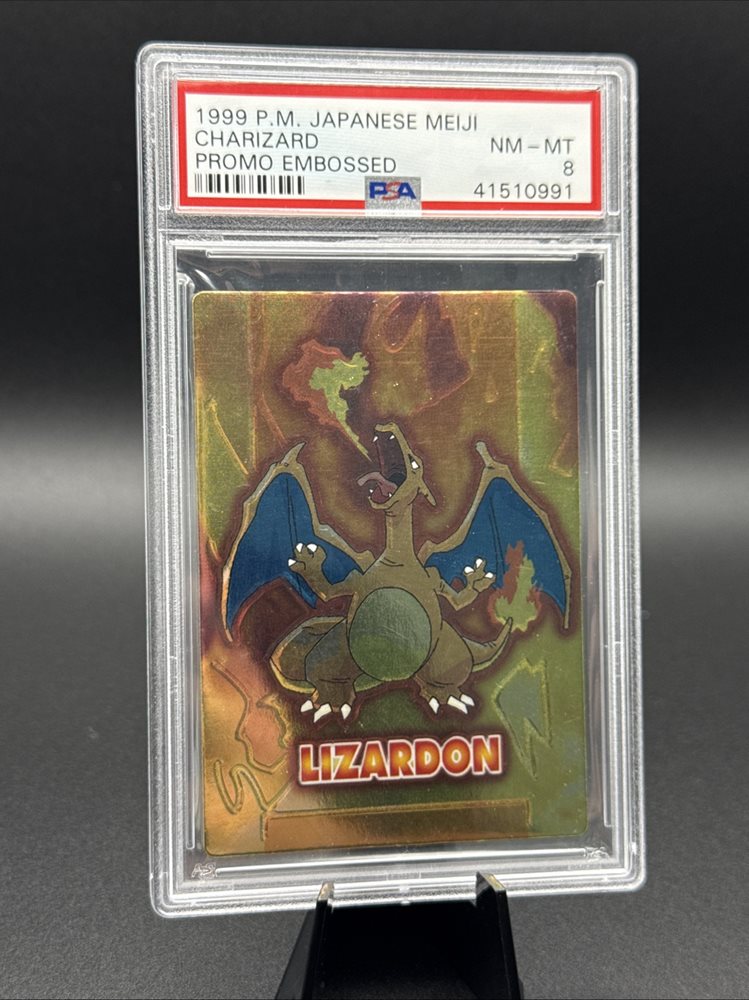 1999 P.M. JAPANESE MEIJI
CHARIZARD NM-MT
PROMO EMBOSSED 8
PSA 41510991
LIZARDON